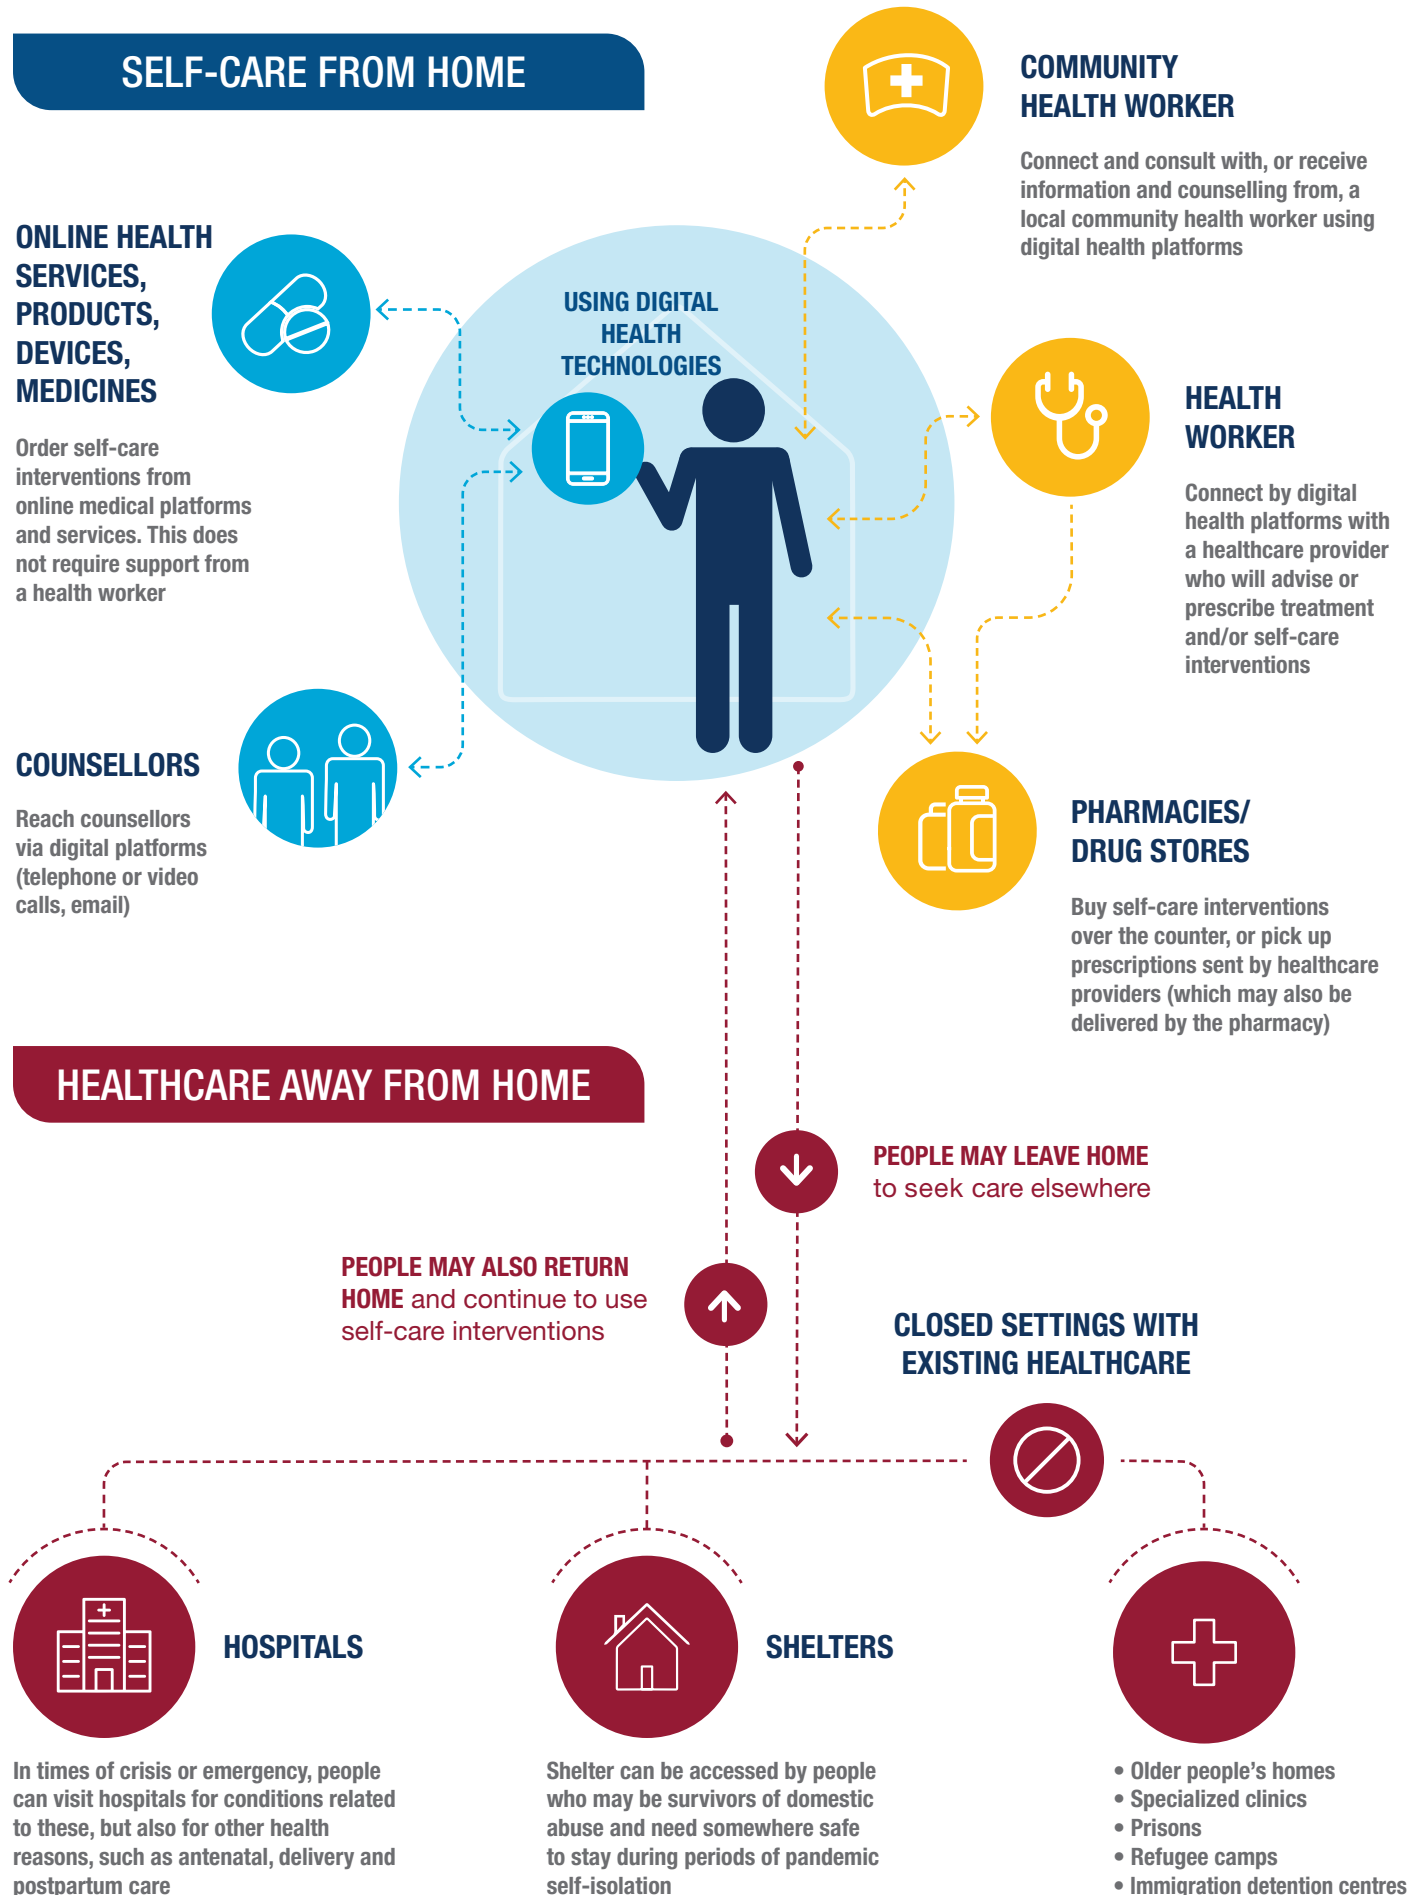 SELF-CARE FROM HOME
COMMUNITY
HEALTH WORKER
Connect and consult with, or receive
information and counselling from, a
local community health worker using
digital health platforms
ONLINE HEALTH
SERVICES,
PRODUCTS,
DEVICES,
MEDICINES
Order self-care
interventions from
online medical platforms
and services. This does
not require support from
a health worker
USING DIGITAL
HEALTH
TECHNOLOGIES
HEALTH
WORKER
Connect by digital
health platforms with
a healthcare provider
who will advise or
prescribe treatment
and/or self-care
interventions
COUNSELLORS
Reach counsellors
via digital platforms
(telephone or video
calls, email)
PHARMACIES/
DRUG STORES
Buy self-care interventions
over the counter, or pick up
prescriptions sent by healthcare
providers (which may also be
delivered by the pharmacy)
HEALTHCARE AWAY FROM HOME
PEOPLE MAY LEAVE HOME
to seek care elsewhere
PEOPLE MAY ALSO RETURN
HOME and continue to use
self-care interventions
CLOSED SETTINGS WITH
EXISTING HEALTHCARE
HOSPITALS
In times of crisis or emergency, people
can visit hospitals for conditions related
to these, but also for other health
reasons, such as antenatal, delivery and
postpartum care
SHELTERS
Shelter can be accessed by people
who may be survivors of domestic
abuse and need somewhere safe
to stay during periods of pandemic
self-isolation
• Older people's homes
• Specialized clinics
• Prisons
• Refugee camps
• Immigration detention centres